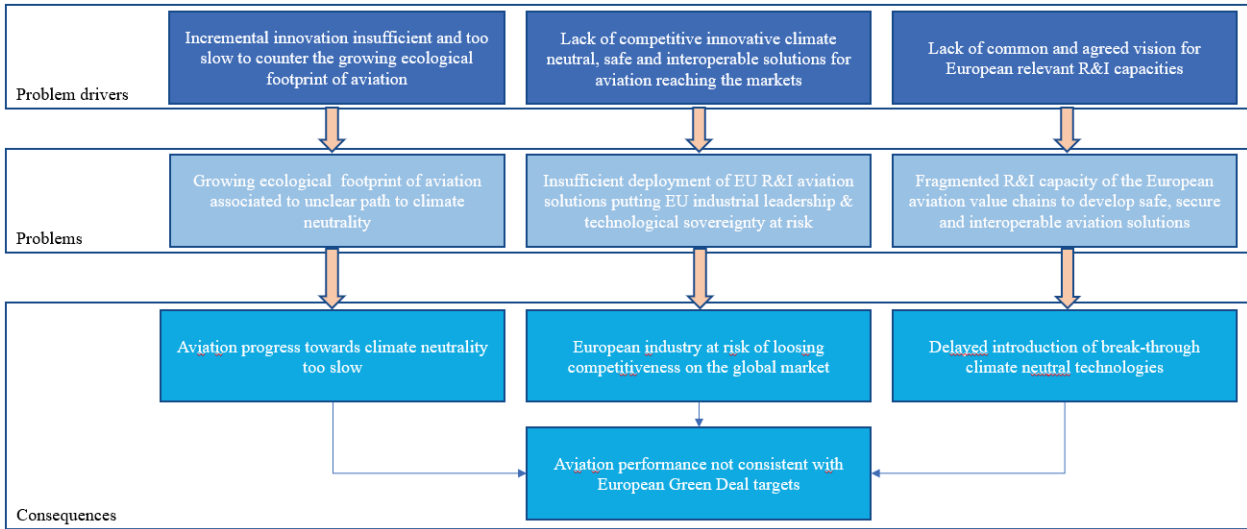 Incremental innovation insufficient and too
slow to counter the growing ecological
footprint of aviation
Lack of competitive innovative climate
neutral, safe and interoperable solutions for
aviation reaching the markets
Lack of common and agreed vision for
European relevant R&I capacities
Problem drivers
Growing ecological footprint of aviation
associated to unclear path to climate
neutrality
Insufficient deployment of EU R&I aviation
solutions putting EU industrial leadership &
technological sovereignty at risk
Fragmented R&I capacity of the European
aviation value chains to develop safe, secure
and interoperable aviation solutions
Problems
Aviation progress towards climate neutrality
too slow
European industry at risk of loosing
competitiveness on the global market
Delayed introduction of break-through
climate neutral technologies
Aviation performance not consistent with
European Green Deal targets
Consequences